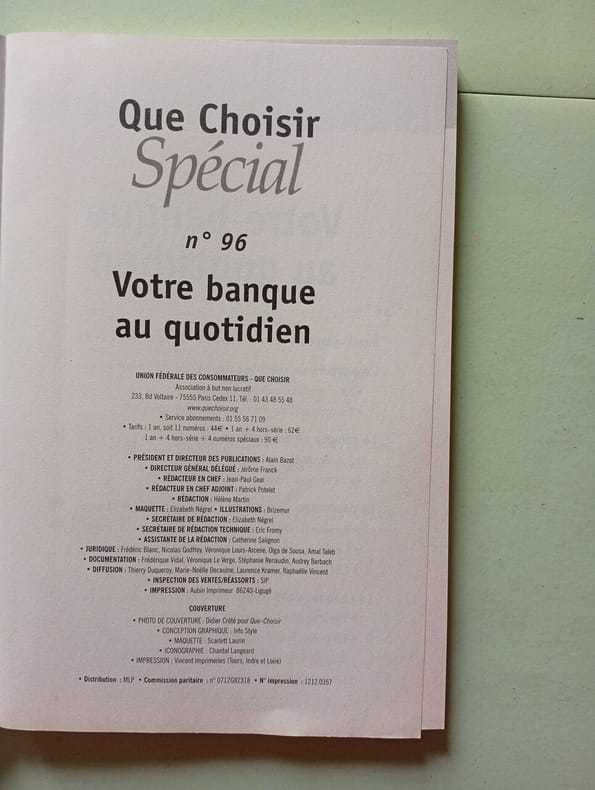 Que Choisir
Spécial
n° 96
Votre banque
au quotidien
UNION FÉDÉRALE DES CONSOMMATEURS - QUE CHOISIR
Association à but non lucratif
233, Bd Voltaire - 75555 Paris Cedex 11. Tél. : 01 43 48 55 48
www.quechoisir.org
• Service abonnements : 01 55 56 71 09
• Tarifs : 1 an, soit 11 numéros : 44€ • 1 an + 4 hors-série : 62€
1 an + 4 hors-série + 4 numéros spéciaux : 90 €
• PRÉSIDENT ET DIRECTEUR DES PUBLICATIONS : Alain Bazot
• DIRECTEUR GÉNÉRAL DÉLÉGUÉ : Jérôme Franck
• RÉDACTEUR EN CHEF : Jean-Paul Geai
• RÉDACTEUR EN CHEF ADJOINT : Patrick Potelet
• RÉDACTION : Hélène Martin
• MAQUETTE : Elizabeth Négrel • ILLUSTRATIONS : Brizemur
• SECRÉTAIRE DE RÉDACTION : Elizabeth Négrel
• SECRÉTAIRE DE RÉDACTION TECHNIQUE : Eric Fromy
• ASSISTANTE DE LA RÉDACTION : Catherine Salignon
• JURIDIQUE : Frédéric Blanc, Nicolas Godfroy, Véronique Louis-Arcene, Olga de Sousa, Amal Taleb
• DOCUMENTATION : Frédérique Vidal, Véronique Le Verge, Stéphanie Renaudin, Audrey Berbach
• DIFFUSION : Thierry Duqueroy, Marie-Noëlle Decaulne, Laurence Kramer, Raphaëlle Vincent
• INSPECTION DES VENTES/RÉASSORTS : SIP
• IMPRESSION : Aubin Imprimeur 86240-Ligugé
COUVERTURE
• PHOTO DE COUVERTURE : Didier Crété pour Que-Choisir
• CONCEPTION GRAPHIQUE : Info Style
• MAQUETTE : Scarlett Laurin
• ICONOGRAPHIE : Chantal Langeard
• IMPRESSION : Vincent Imprimeries (Tours, Indre et Loire)
• Distribution : MLP • Commission paritaire : n° 0712G82318 • N° impression : 1212.0357